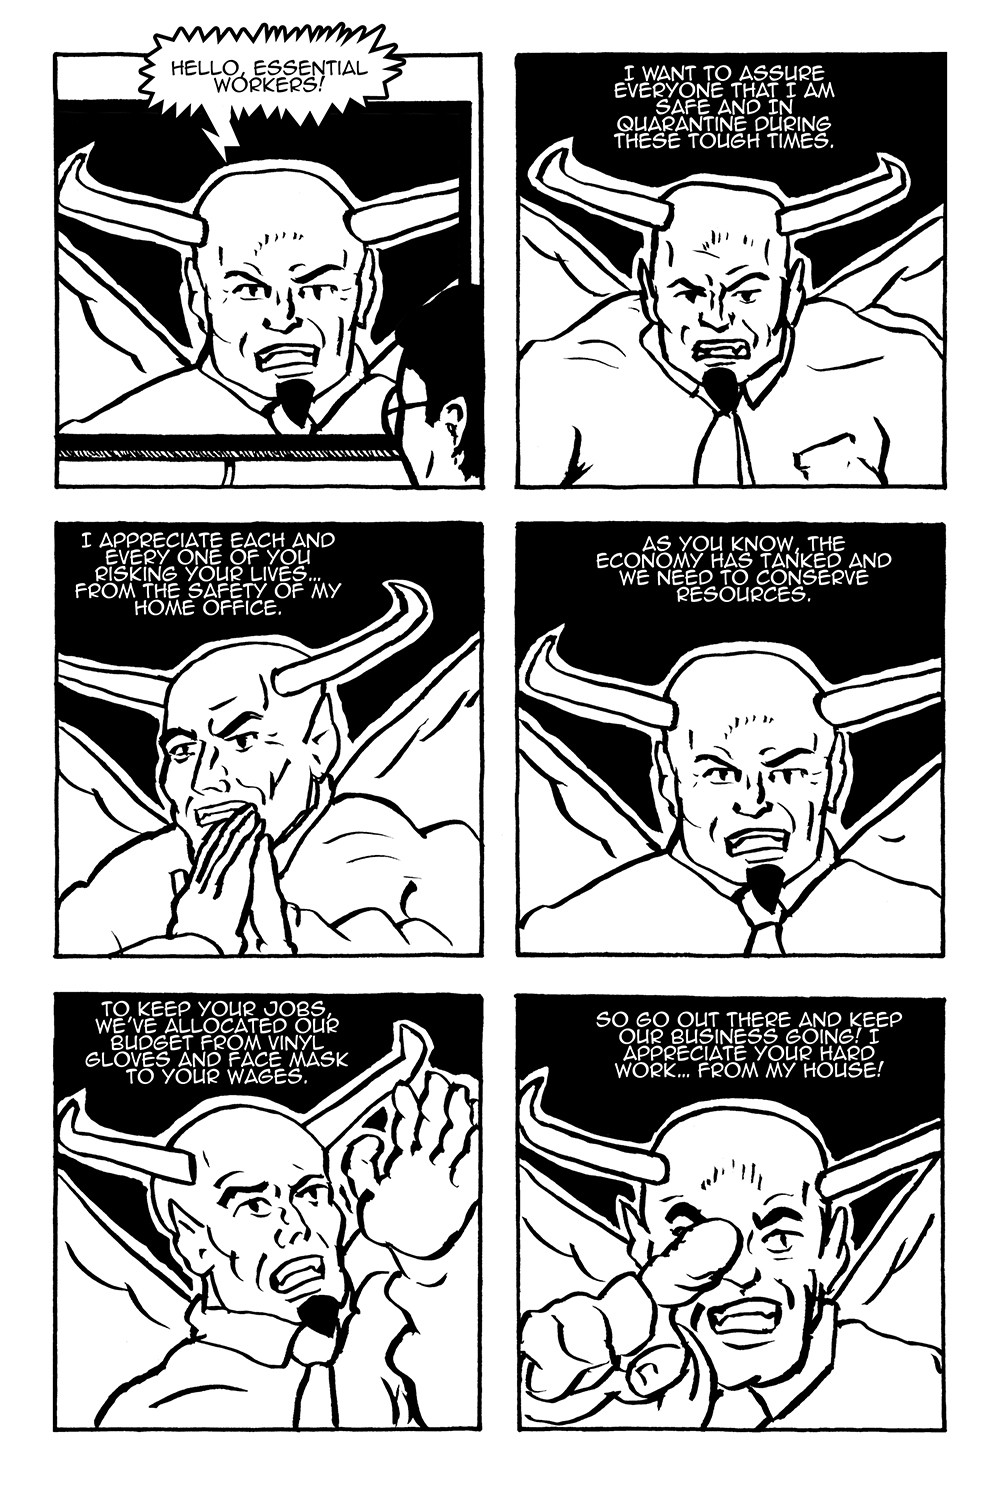 HELLO, ESSENTIAL
WORKERS!
I WANT TO ASSURE
EVERYONE THAT I AM
SAFE AND IN
QUARANTINE DURING
THESE TOUGH TIMES.
I APPRECIATE EACH AND
EVERY ONE OF YOU
RISKING YOUR LIVES...
FROM THE SAFETY OF MY
HOME OFFICE.
AS YOU KNOW, THE
ECONOMY HAS TANKED AND
WE NEED TO CONSERVE
RESOURCES.
TO KEEP YOUR JOBS,
WE'VE ALLOCATED OUR
BUDGET FROM VINYL
GLOVES AND FACE MASK
TO YOUR WAGES.
SO GO OUT THERE AND KEEP
OUR BUSINESS GOING! I
APPRECIATE YOUR HARD
WORK... FROM MY HOUSE!